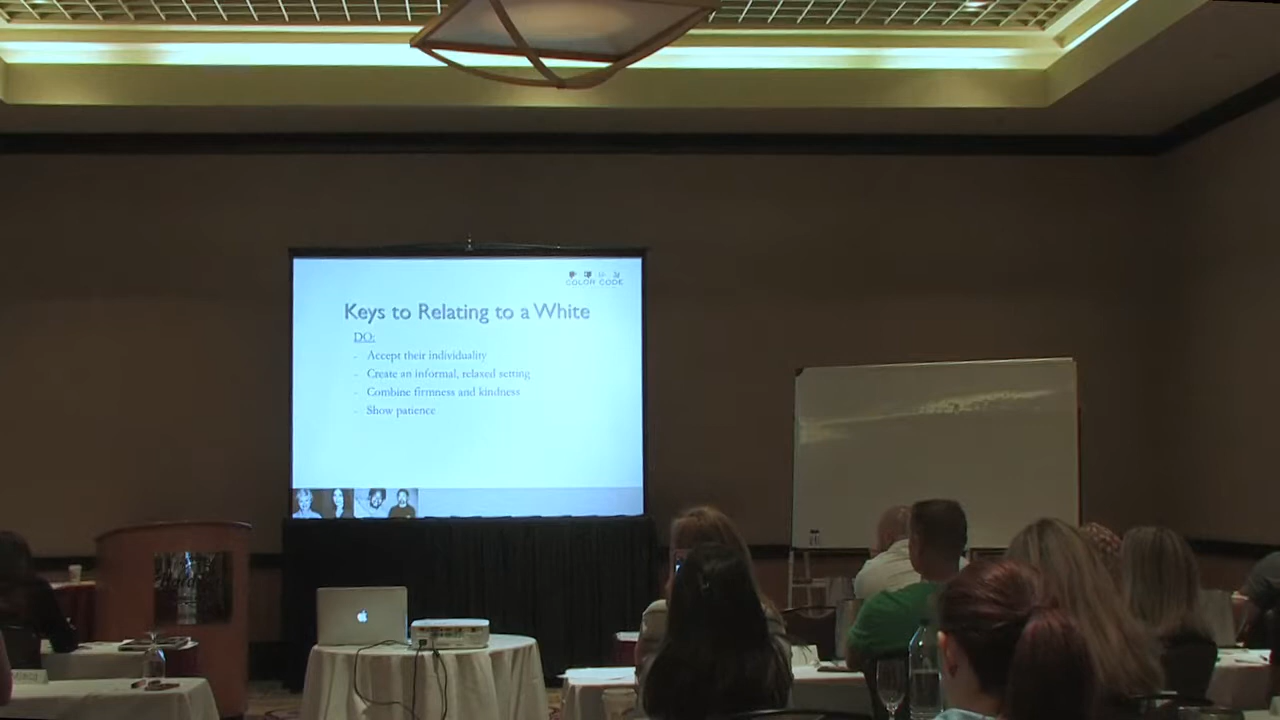 COLOR CODE
Keys to Relating to a White
DO:
- Accept their individuality
- Create an informal, relaxed setting
- Combine firmness and kindness
- Show patience